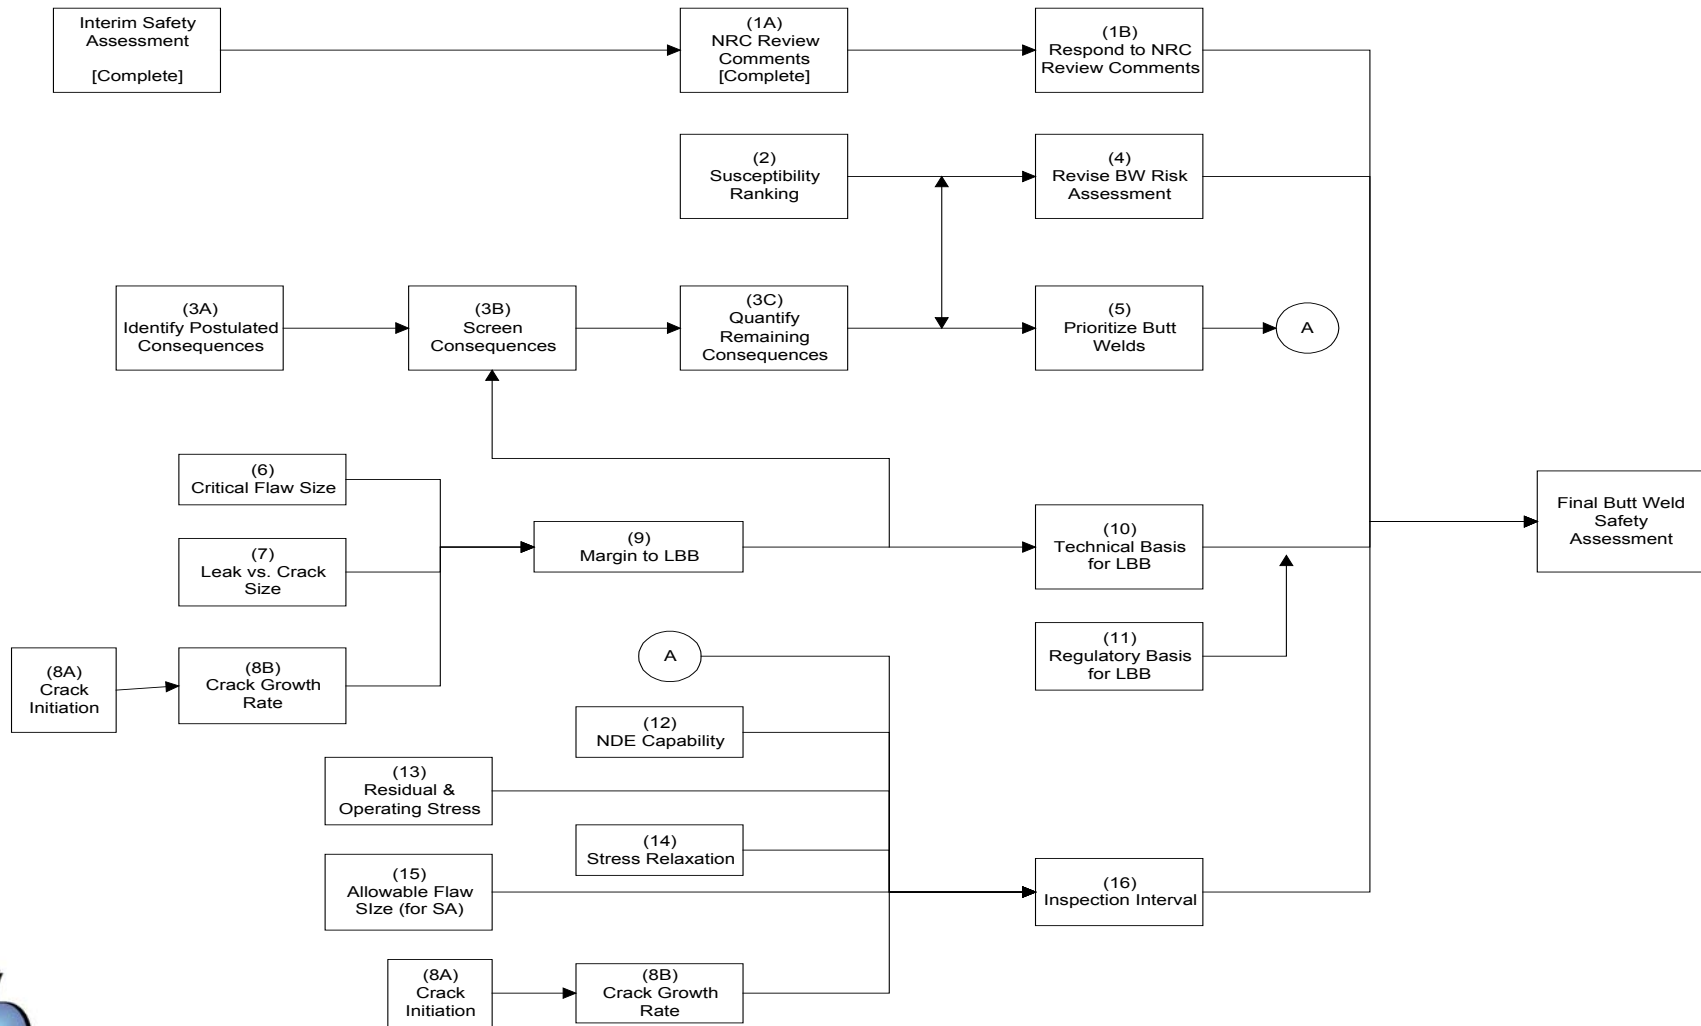 Interim Safety
Assessment
[Complete]
(1A)
NRC Review
Comments
[Complete]
(1B)
Respond to NRC
Review Comments
(2)
Susceptibility
Ranking
(4)
Revise BW Risk
Assessment
(3A)
Identify Postulated
Consequences
(3B)
Screen
Consequences
(3C)
Quantify
Remaining
Consequences
(5)
Prioritize Butt
Welds
A
(6)
Critical Flaw Size
(7)
Leak vs. Crack
Size
(8A)
Crack
Initiation
(8B)
Crack Growth
Rate
(9)
Margin to LBB
(10)
Technical Basis
for LBB
(11)
Regulatory Basis
for LBB
Final Butt Weld
Safety
Assessment
A
(12)
NDE Capability
(13)
Residual &
Operating Stress
(14)
Stress Relaxation
(15)
Allowable Flaw
SIze (for SA)
(8A)
Crack
Initiation
(8B)
Crack Growth
Rate
(16)
Inspection Interval